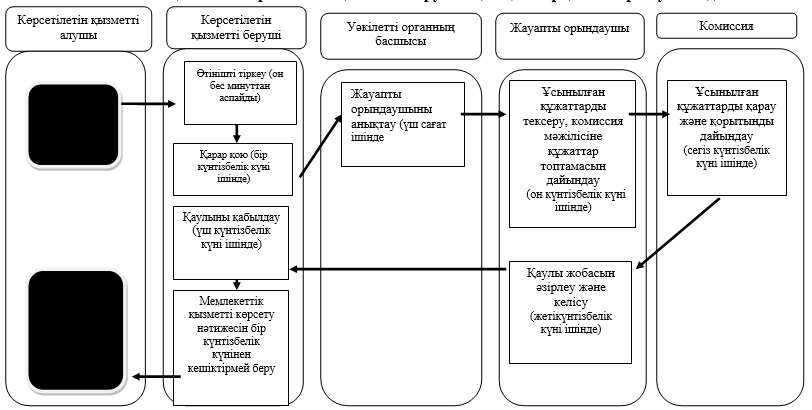 Көрсетілетін қызметті
алушы
Көрсетілетін
қызметті беруші
Уәкілетті органның
басшысы
Жауапты орындаушы
Комиссия
Өтінішті тіркеу (он
бес минуттан
аспайды)
Қарар қою (бір
күнтізбелік күні
ішінде)
Жауапты
орындаушыны
анықтау (үш сағат
ішінде
Ұсынылған
құжаттарды
тексеру, комиссия
мәжілісіне
құжаттар
топтамасын
дайындау
(он күнтізбелік күні
ішінде)
Ұсынылған
құжаттарды қарау
және қорытынды
дайындау
(сегіз күнтізбелік
күні ішінде)
Қаулы жобасын
әзірлеу және
келісу
(жетікүнтізбелік
күні ішінде)
Қаулыны қабылдау
(үш күнтізбелік
күні ішінде)
Мемлекеттік
қызметті көрсету
нәтижесін бір
күнтізбелік
күнінен
кешіктірмей беру